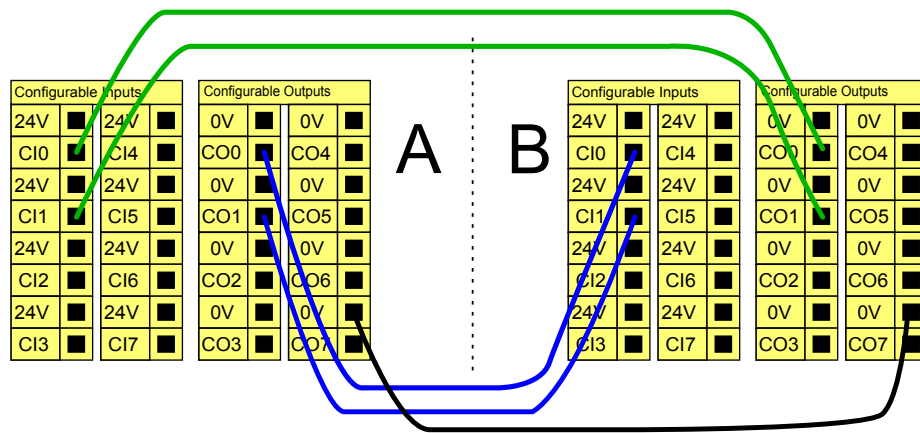 Configurable Inputs
24V 24V
CI0 CI4
24V 24V
CI1 CI5
24V 24V
CI2 CI6
24V 24V
CI3 CI7
Configurable Outputs
0V 0V
CO0 CO4
0V 0V
CO1 CO5
0V 0V
CO2 CO6
0V 0V
CO3 CO7
A
B
Configurable Inputs
24V 24V
CI0 CI4
24V 24V
CI1 CI5
24V 24V
CI2 CI6
24V 24V
CI3 CI7
Configurable Outputs
0V 0V
CO0 CO4
0V 0V
CO1 CO5
0V 0V
CO2 CO6
0V 0V
CO3 CO7